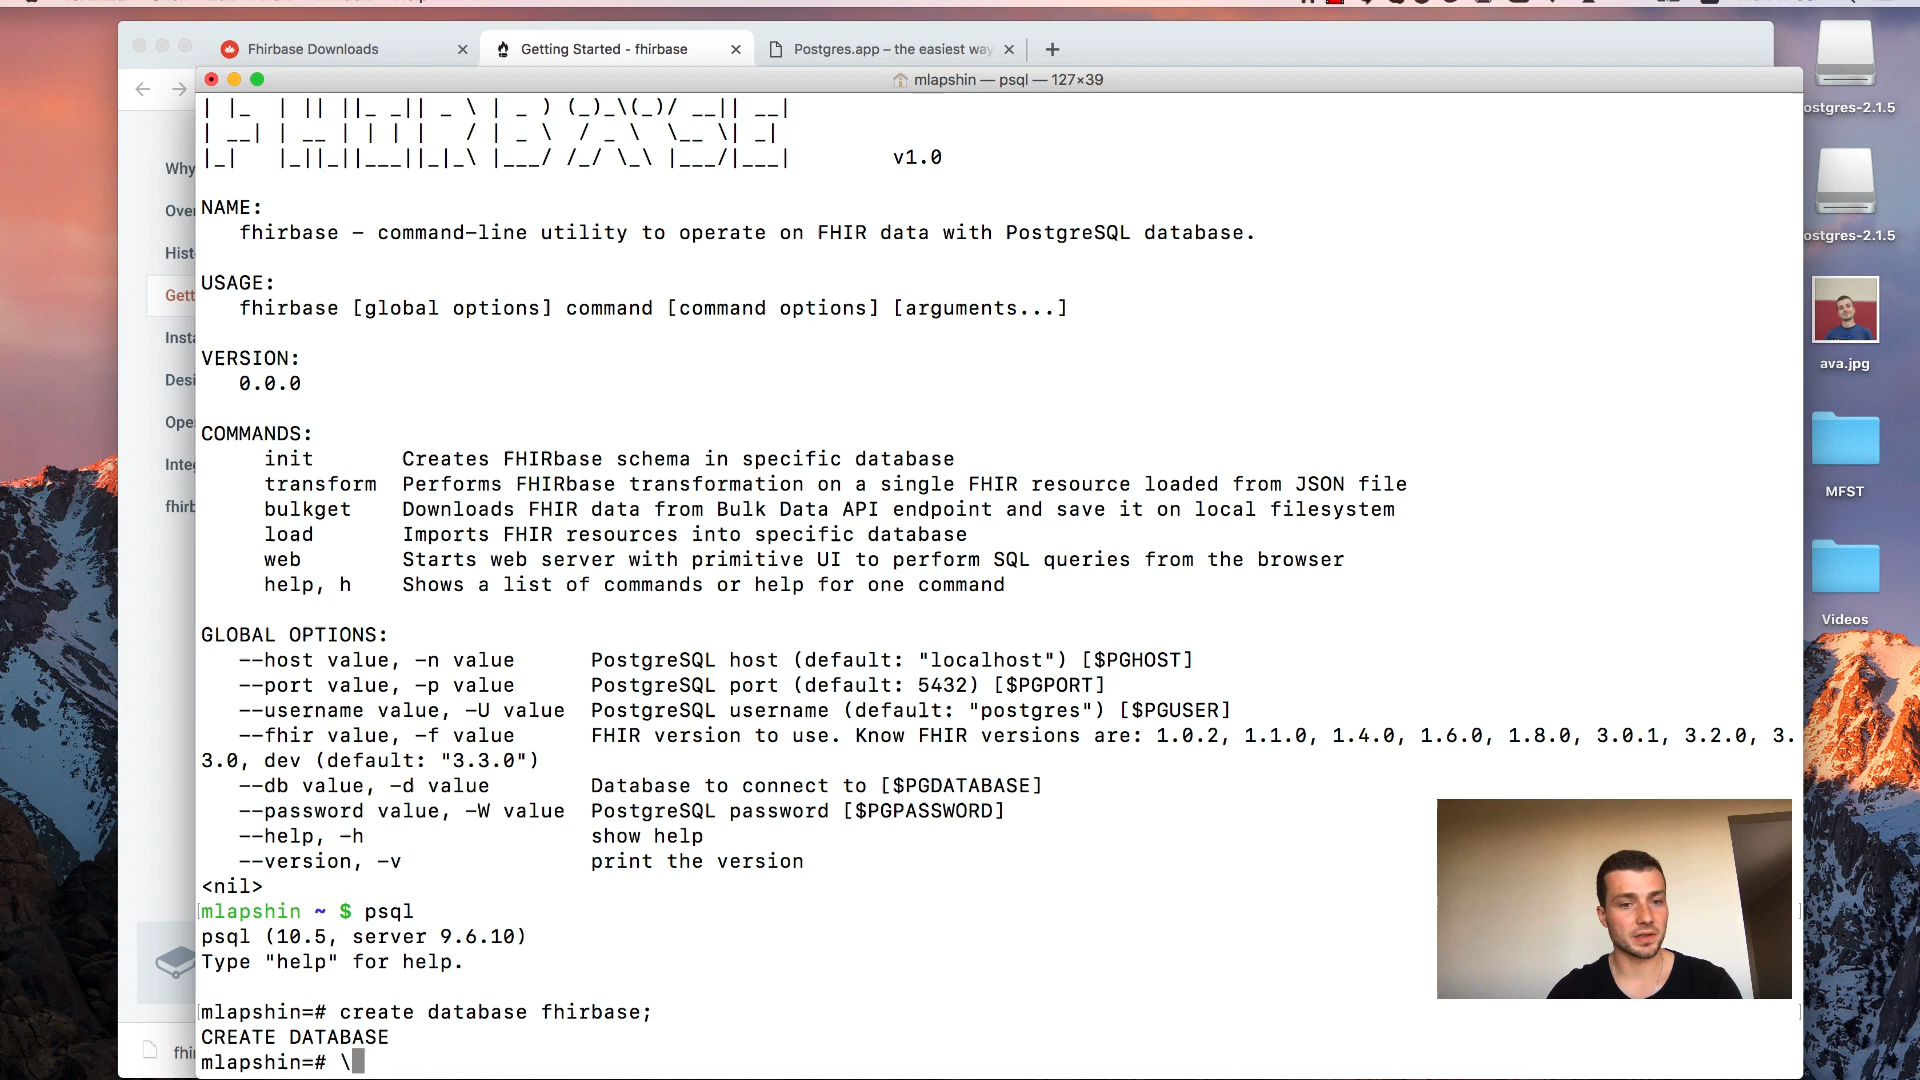 Fhirbase Downloads
Getting Started - fhirbase
Postgres.app – the easiest way
mlapshin — psql — 127×39
v1.0
NAME:
fhirbase – command–line utility to operate on FHIR data with PostgreSQL database.
USAGE:
fhirbase [global options] command [command options] [arguments...]
VERSION:
0.0.0
COMMANDS:
init Creates FHIRbase schema in specific database
transform Performs FHIRbase transformation on a single FHIR resource loaded from JSON file
bulkget Downloads FHIR data from Bulk Data API endpoint and save it on local filesystem
load Imports FHIR resources into specific database
web Starts web server with primitive UI to perform SQL queries from the browser
help, h Shows a list of commands or help for one command
GLOBAL OPTIONS:
--host value, -n value PostgreSQL host (default: "localhost") [$PGHOST]
--port value, -p value PostgreSQL port (default: 5432) [$PGPORT]
--username value, -U value PostgreSQL username (default: "postgres") [$PGUSER]
--fhir value, -f value FHIR version to use. Know FHIR versions are: 1.0.2, 1.1.0, 1.4.0, 1.6.0, 1.8.0, 3.0.1, 3.2.0, 3.
3.0, dev (default: "3.3.0")
--db value, -d value Database to connect to [$PGDATABASE]
--password value, -W value PostgreSQL password [$PGPASSWORD]
--help, -h show help
--version, -v print the version
<nil>
mlapshin ~ $ psql
psql (10.5, server 9.6.10)
Type "help" for help.
mlapshin=# create database fhirbase;
CREATE DATABASE
mlapshin=# \
Why
Over
Hist
Gett
Insta
Desi
Ope
Integ
fhirb
fhi
ostgres-2.1.5
ostgres-2.1.5
ava.jpg
MFST
Videos